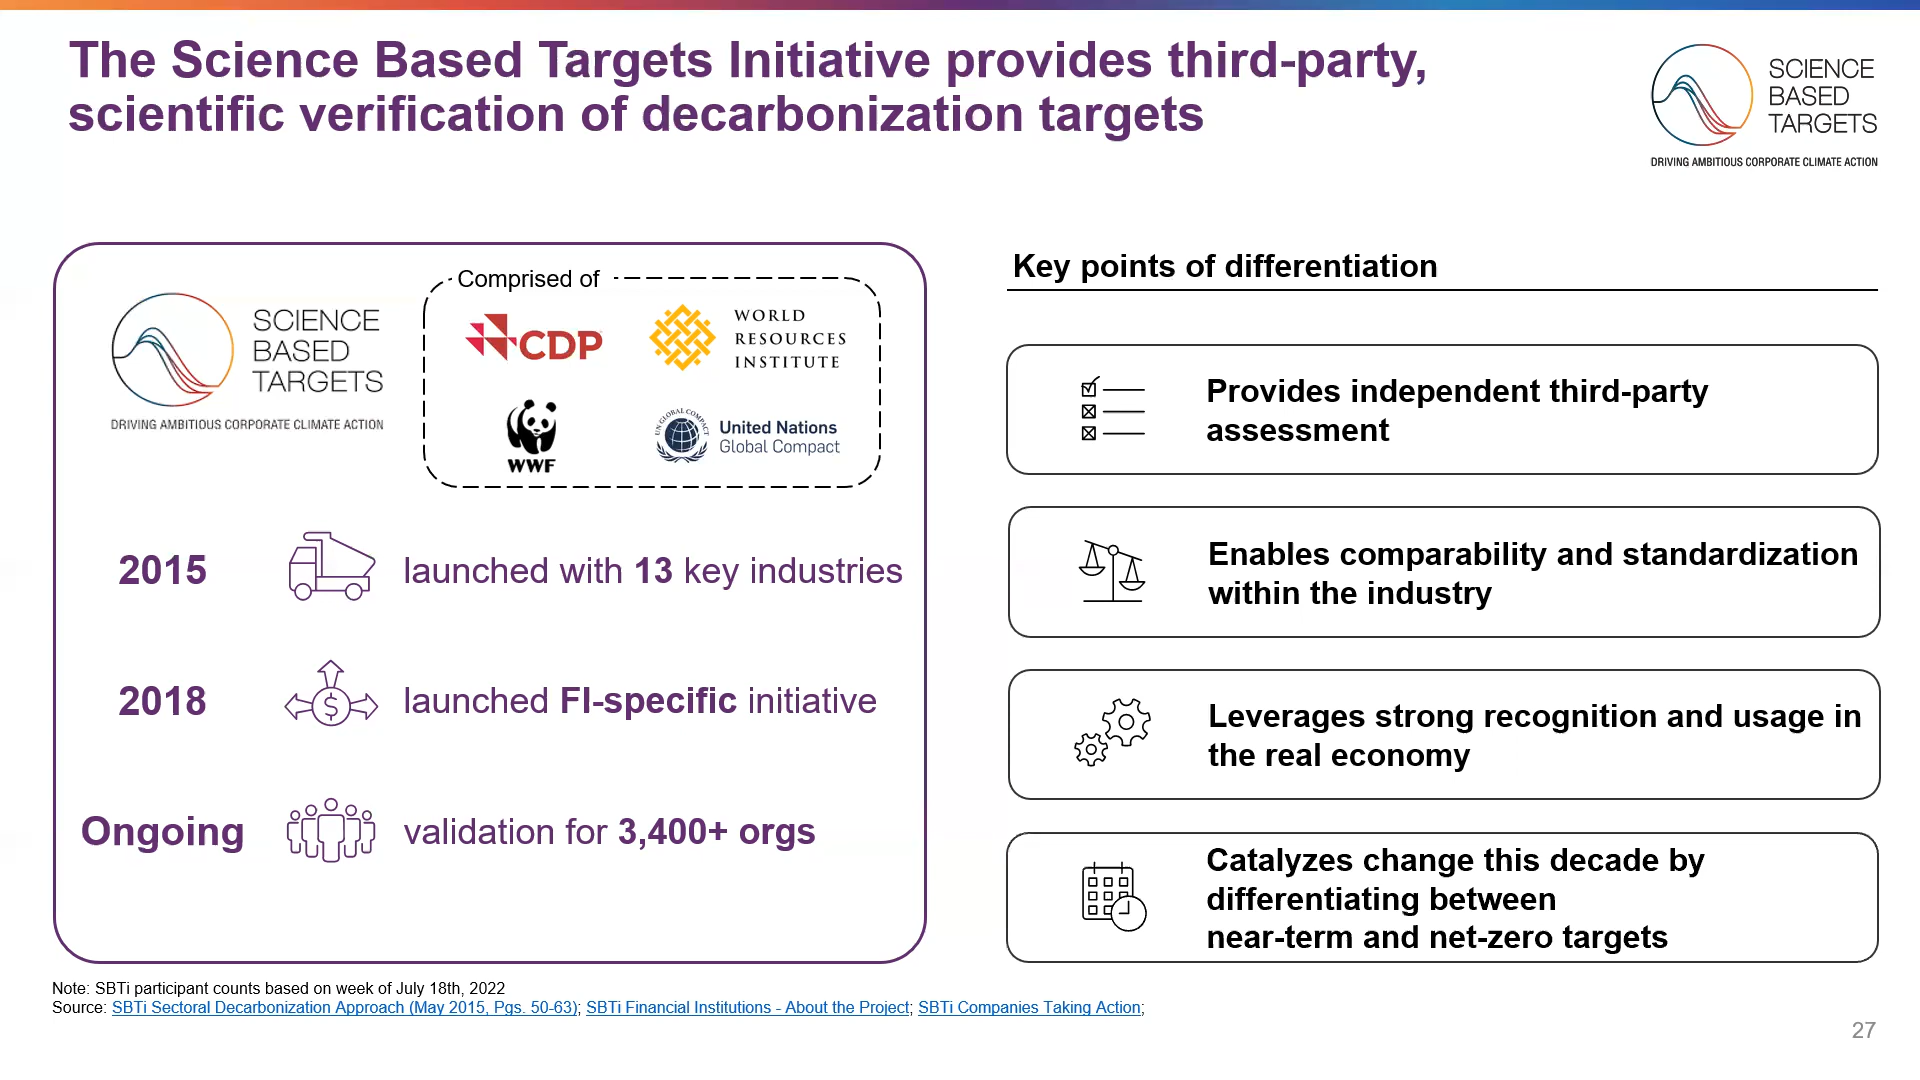 The Science Based Targets Initiative provides third-party,
scientific verification of decarbonization targets
SCIENCE
BASED
TARGETS
DRIVING AMBITIOUS CORPORATE CLIMATE ACTION
SCIENCE
BASED
TARGETS
DRIVING AMBITIOUS CORPORATE CLIMATE ACTION
Comprised of
CDP
WORLD
RESOURCES
INSTITUTE
WWF
UN GLOBAL COMPACT
United Nations
Global Compact
2015
launched with 13 key industries
2018
$
launched FI-specific initiative
Ongoing
validation for 3,400+ orgs
Key points of differentiation
Provides independent third-party
assessment
Enables comparability and standardization
within the industry
Leverages strong recognition and usage in
the real economy
Catalyzes change this decade by
differentiating between
near-term and net-zero targets
Note: SBTi participant counts based on week of July 18th, 2022
Source: SBTi Sectoral Decarbonization Approach (May 2015, Pgs. 50-63); SBTi Financial Institutions - About the Project; SBTi Companies Taking Action;
27